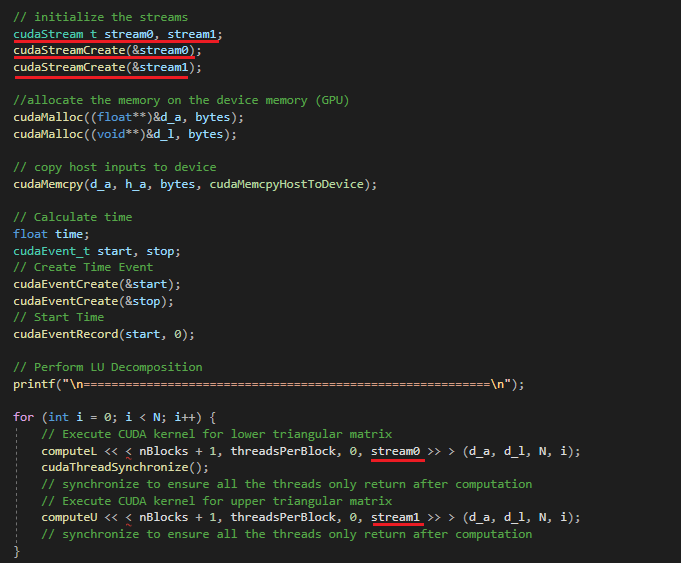 // initialize the streams
cudaStream_t stream0, stream1;
cudaStreamCreate(&stream0);
cudaStreamCreate(&stream1);
//allocate the memory on the device memory (GPU)
cudaMalloc((float**)&d_a, bytes);
cudaMalloc((void**)&d_l, bytes);
// copy host inputs to device
cudaMemcpy(d_a, h_a, bytes, cudaMemcpyHostToDevice);
// Calculate time
float time;
cudaEvent_t start, stop;
// Create Time Event
cudaEventCreate(&start);
cudaEventCreate(&stop);
// Start Time
cudaEventRecord(start, 0);
// Perform LU Decomposition
printf("\n==========================================================\n");
for (int i = 0; i < N; i++) {
// Execute CUDA kernel for lower triangular matrix
computeL << < nBlocks + 1, threadsPerBlock, 0, stream0 >> > (d_a, d_l, N, i);
cudaThreadSynchronize();
// synchronize to ensure all the threads only return after computation
// Execute CUDA kernel for upper triangular matrix
computeU << < nBlocks + 1, threadsPerBlock, 0, stream1 >> > (d_a, d_l, N, i);
// synchronize to ensure all the threads only return after computation
}